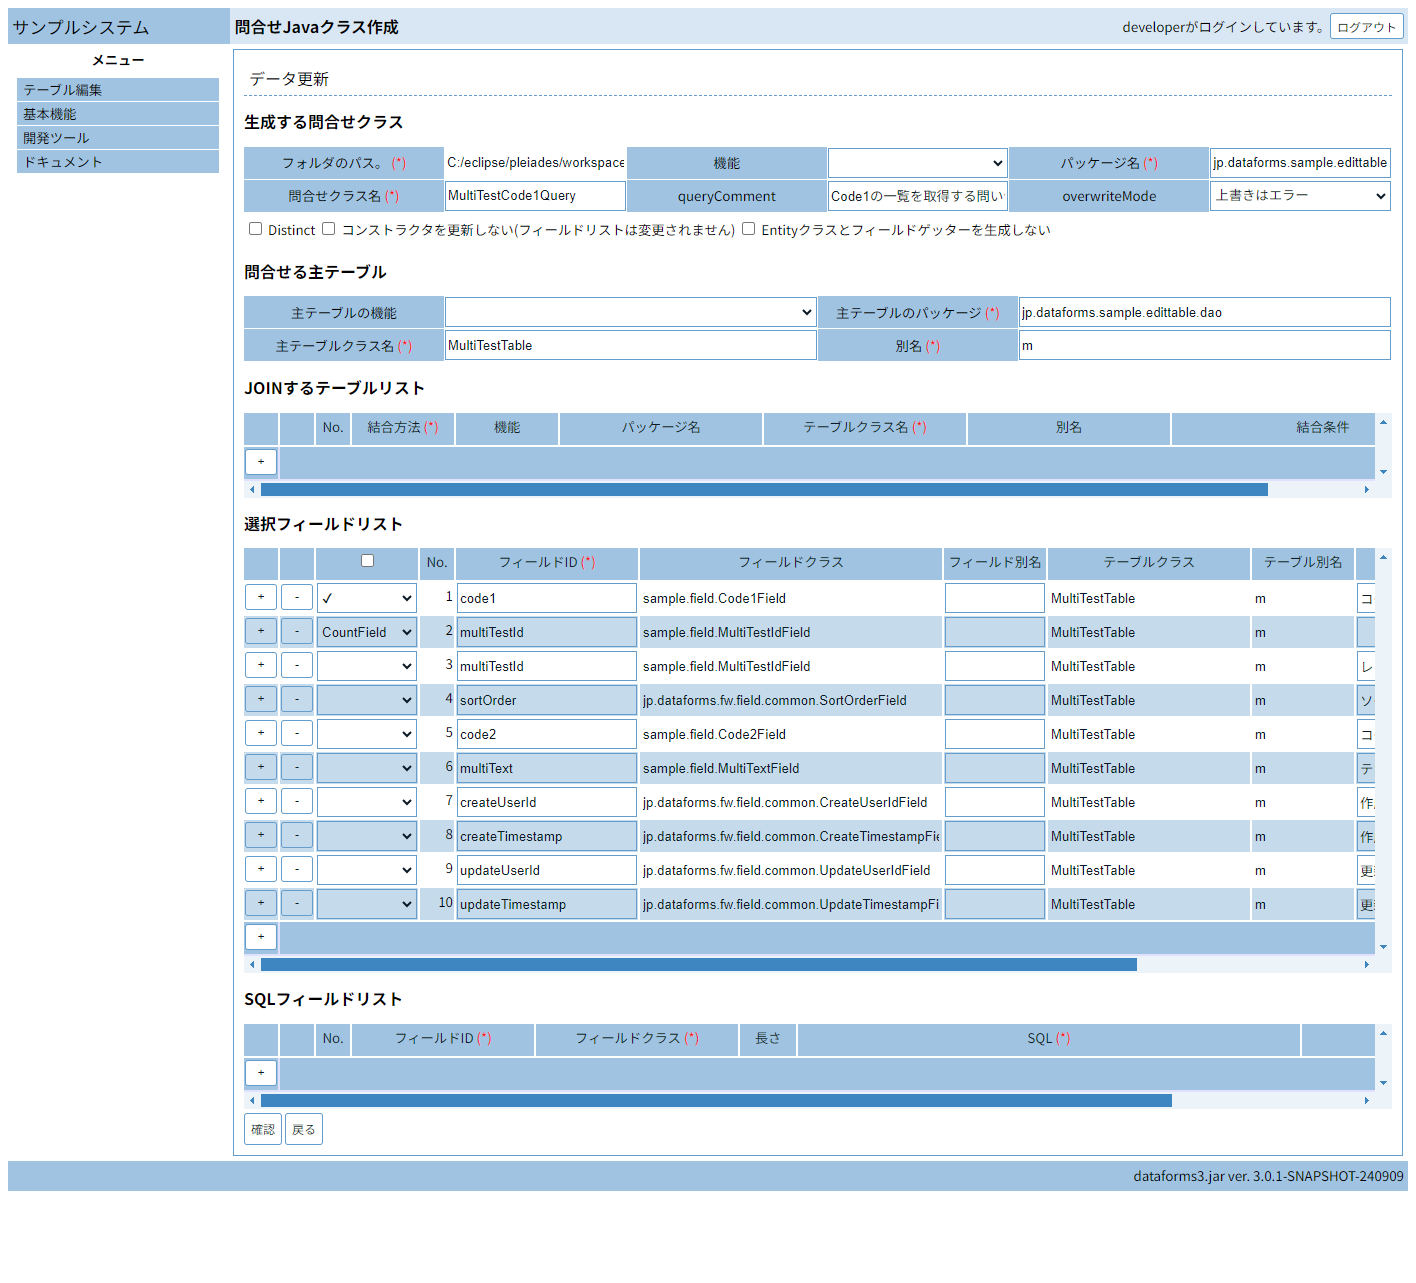 サンプルシステム 問合せJavaクラス作成 developerがログインしています。 ログアウト
メニュー
テーブル編集
基本機能
開発ツール
ドキュメント
データ更新
生成する問合せクラス
フォルダのパス。 (*) C:/eclipse/pleiades/workspace 機能 パッケージ名 (*) jp.dataforms.sample.edittable
問合せクラス名 (*) MultiTestCode1Query queryComment Code1の一覧を取得する問い overwriteMode 上書きはエラー
Distinct コンストラクタを更新しない(フィールドリストは変更されません) Entityクラスとフィールドゲッターを生成しない
問合せる主テーブル
主テーブルの機能 主テーブルのパッケージ (*) jp.dataforms.sample.edittable.dao
主テーブルクラス名 (*) MultiTestTable 別名 (*) m
JOINするテーブルリスト
No. 結合方法 (*) 機能 パッケージ名 テーブルクラス名 (*) 別名 結合条件
+
選択フィールドリスト
No. フィールドID (*) フィールドクラス フィールド別名 テーブルクラス テーブル別名
+ - ✓ 1 code1 sample.field.Code1Field MultiTestTable m コ
+ - CountField 2 multiTestId sample.field.MultiTestIdField MultiTestTable m
+ - 3 multiTestId sample.field.MultiTestIdField MultiTestTable m レ
+ - 4 sortOrder jp.dataforms.fw.field.common.SortOrderField MultiTestTable m ソ
+ - 5 code2 sample.field.Code2Field MultiTestTable m コ
+ - 6 multiText sample.field.MultiTextField MultiTestTable m テ
+ - 7 createUserId jp.dataforms.fw.field.common.CreateUserIdField MultiTestTable m 作
+ - 8 createTimestamp jp.dataforms.fw.field.common.CreateTimestampFie MultiTestTable m 作
+ - 9 updateUserId jp.dataforms.fw.field.common.UpdateUserIdField MultiTestTable m 更
+ - 10 updateTimestamp jp.dataforms.fw.field.common.UpdateTimestampFi MultiTestTable m 更
+
SQLフィールドリスト
No. フィールドID (*) フィールドクラス (*) 長さ SQL (*)
+
確認 戻る
dataforms3.jar ver. 3.0.1-SNAPSHOT-240909